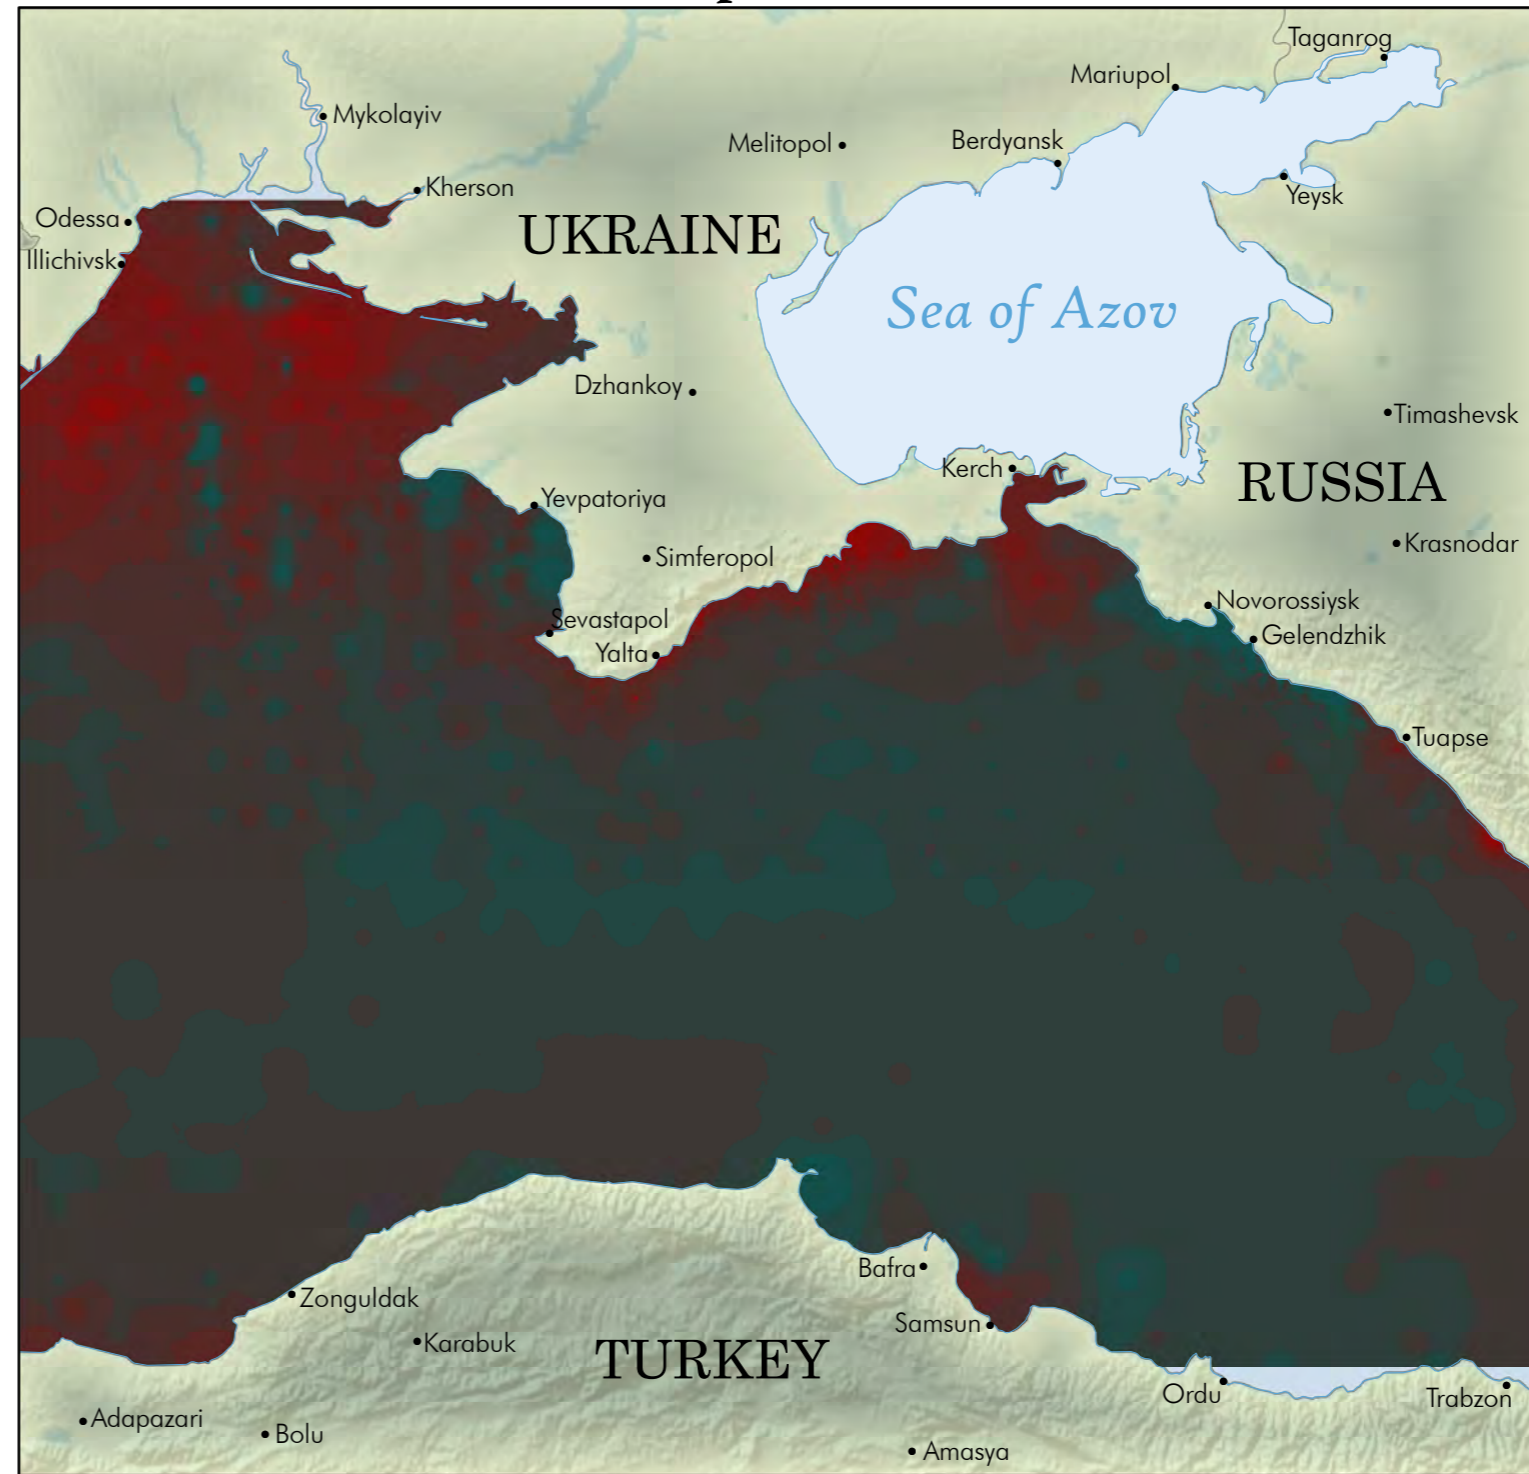 Taganrog
Mariupol
Mykolayiv
Melitopol
Berdyansk
Kherson
Yeysk
Odessa
UKRAINE
Illichivsk
Sea of Azov
Dzhankoy
Timashevsk
Kerch
RUSSIA
Yevpatoriya
Simferopol
Krasnodar
Novorossiysk
Sevastapol
Gelendzhik
Yalta
Tuapse
Bafra
Zonguldak
Samsun
Karabuk
TURKEY
Ordu
Trabzon
Adapazari
Bolu
Amasya